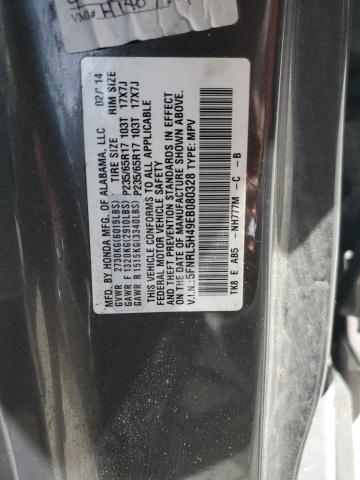 VIN# H148
MFD. BY HONDA MFG. OF ALABAMA, LLC 02/14
TIRE SIZE RIM SIZE
GVWR 2730KG(6019LBS)
GAWR F 1320KG(2910LBS) P235/65R17 103T 17X7J
GAWR R 1515KG(3340LBS) P235/65R17 103T 17X7J
THIS VEHICLE CONFORMS TO ALL APPLICABLE
FEDERAL MOTOR VEHICLE SAFETY
AND THEFT PREVENTION STANDARDS IN EFFECT
ON THE DATE OF MANUFACTURE SHOWN ABOVE.
V.I.N.: 5FNRL5H49EB080328 TYPE: MPV
TK8 E AB5 -NH777M -C -B